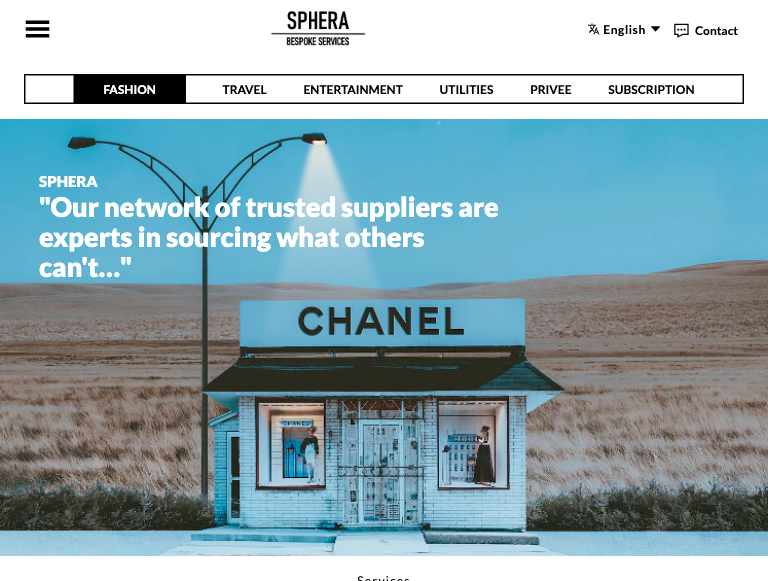 SPHERA
BESPOKE SERVICES
English
Contact
FASHION TRAVEL ENTERTAINMENT UTILITIES PRIVEE SUBSCRIPTION
SPHERA
"Our network of trusted suppliers are
experts in sourcing what others
can't..."
CHANEL
CHANEL
Services